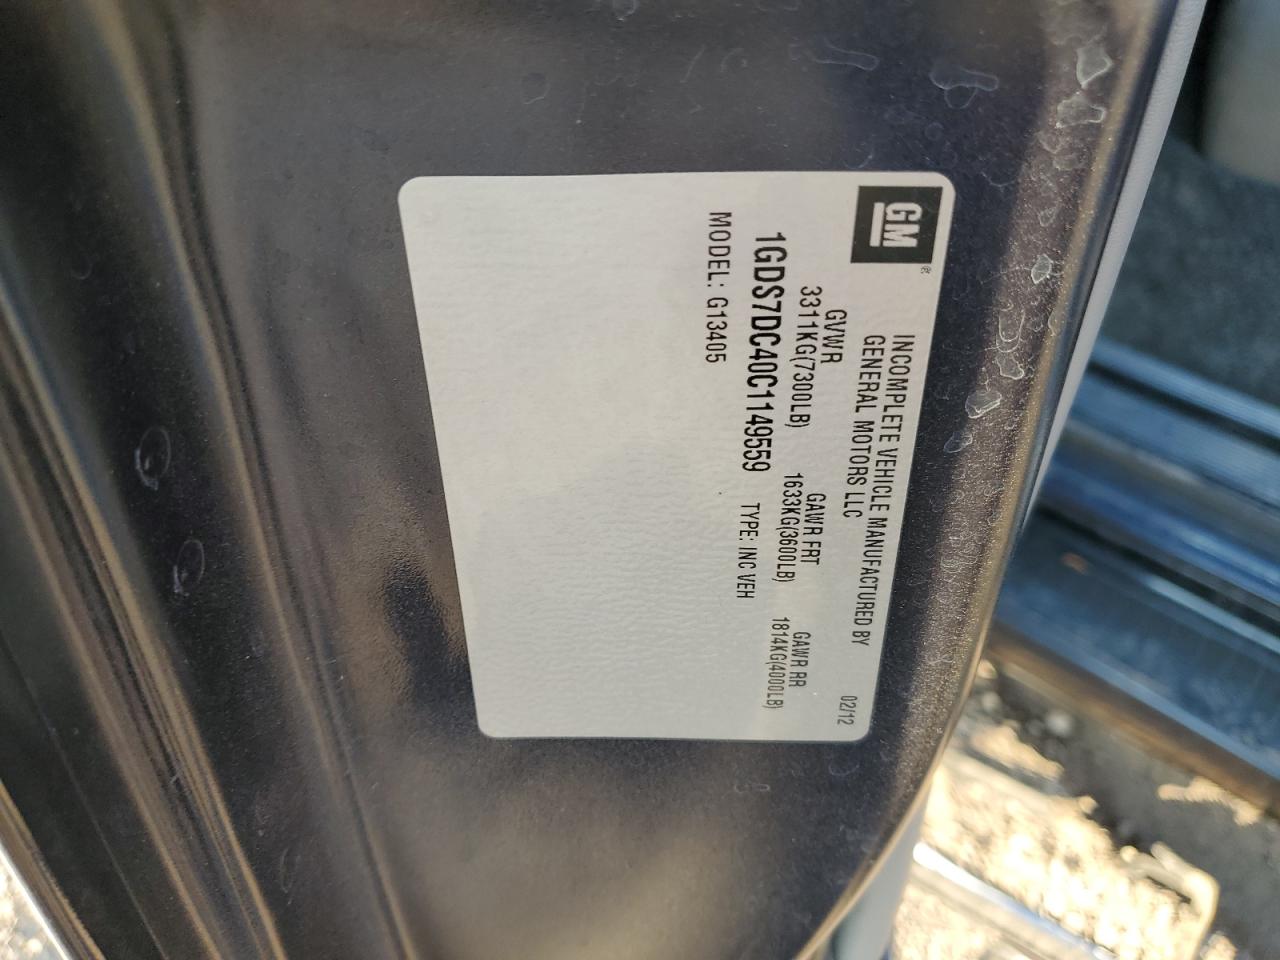 GM®
INCOMPLETE VEHICLE MANUFACTURED BY
GENERAL MOTORS LLC
02/12
GVWR GAWR FRT GAWR RR
3311KG(7300LB) 1633KG(3600LB) 1814KG(4000LB)
1GDS7DC40C1149559 TYPE: INC VEH
MODEL: G13405